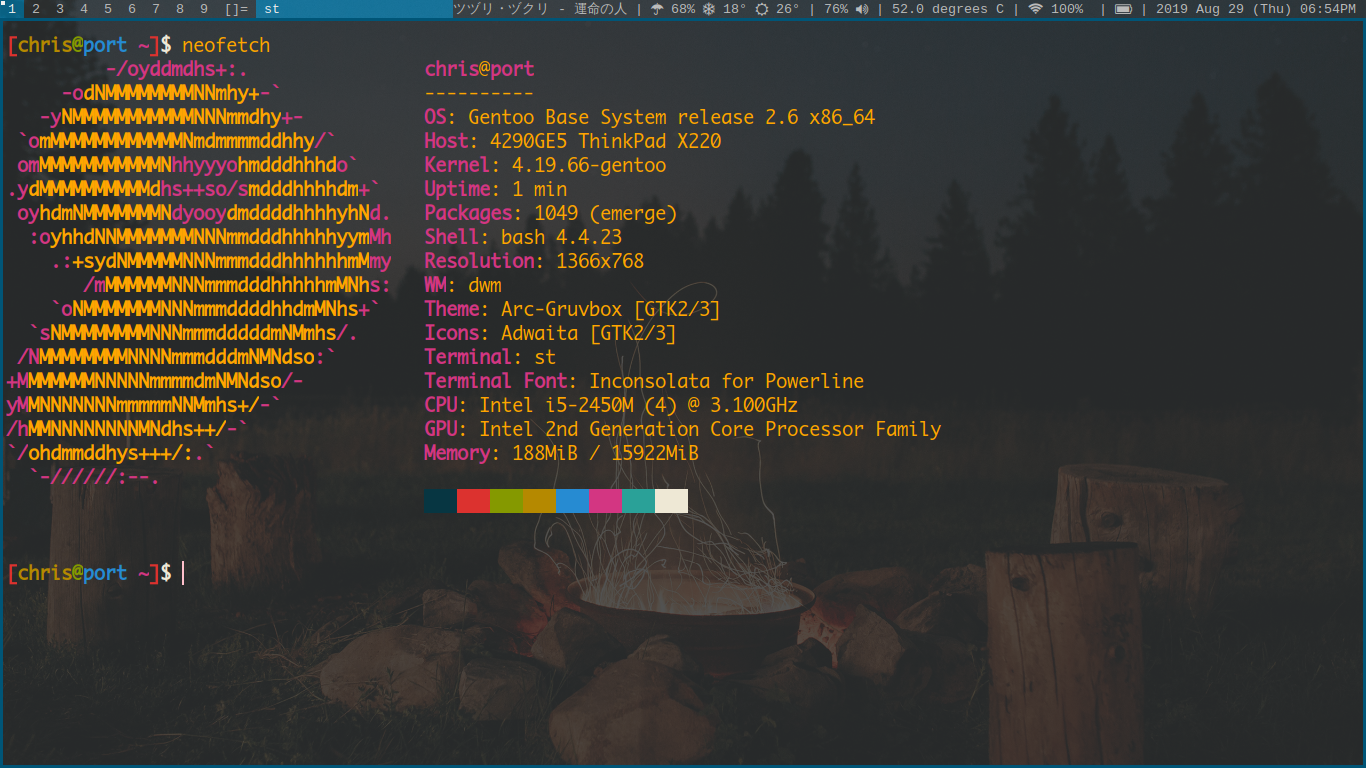 1 2 3 4 5 6 7 8 9 []= st ツヅリ・ヅクリ - 運命の人 | 68% 18° 26° | 76% | 52.0 degrees C | 100% | | 2019 Aug 29 (Thu) 06:54PM
[chris@port ~]$ neofetch
-/oyddmdhs+:. chris@port
-odNMMMMMMMMNNmhy+-` ----------
-yNMMMMMMMMMMMNNNmmdhy+- OS: Gentoo Base System release 2.6 x86_64
`omMMMMMMMMMMMMNmdmmmmddhhy/` Host: 4290GE5 ThinkPad X220
omMMMMMMMMMMMNhhyyyohmdddhhhdo` Kernel: 4.19.66-gentoo
.ydMMMMMMMMMMdhs++so/smdddhhhhdm+` Uptime: 1 min
oyhdmNMMMMMMMNdyooydmddddhhhhyhNd. Packages: 1049 (emerge)
:oyhhdNNMMMMMMMNNNmmdddhhhhhyymMh Shell: bash 4.4.23
.:+sydNMMMMMNNNmmmdddhhhhhhmMmy Resolution: 1366x768
/mMMMMMMNNNmmmdddhhhhhmMNhs: WM: dwm
`oNMMMMMMMNNNmmmddddhhdmMNhs+` Theme: Arc-Gruvbox [GTK2/3]
`sNMMMMMMMMNNNmmmdddddmNMmhs/. Icons: Adwaita [GTK2/3]
/NMMMMMMMMNNNNmmmdddmNMNdso:` Terminal: st
+MMMMMMMNNNNNmmmmdmNMNdso/- Terminal Font: Inconsolata for Powerline
yMMNNNNNNNmmmmmNNMmhs+/-` CPU: Intel i5-2450M (4) @ 3.100GHz
/hMMNNNNNNNNMNdhs++/-` GPU: Intel 2nd Generation Core Processor Family
`/ohdmmddhys+++/:.` Memory: 188MiB / 15922MiB
`-//////:--.
[chris@port ~]$